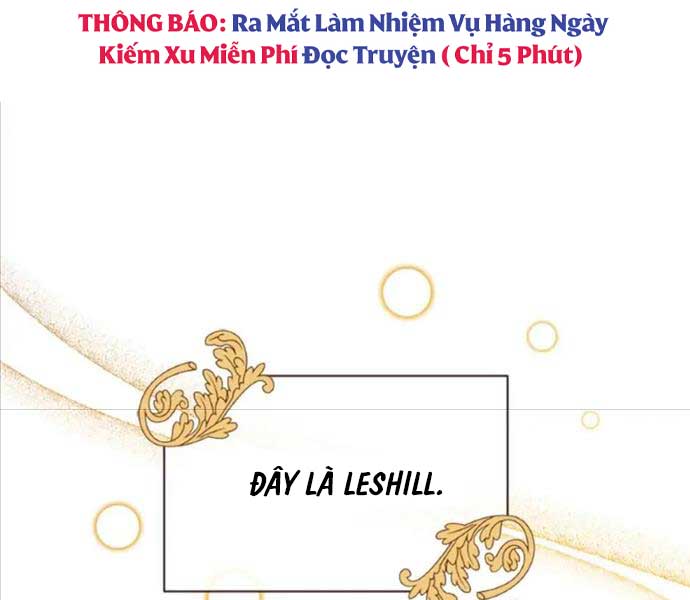 THÔNG BÁO: Ra Mắt Làm Nhiệm Vụ Hàng Ngày
Kiếm Xu Miễn Phí Đọc Truyện ( Chỉ 5 Phút)
ĐÂY LÀ LESHILL.